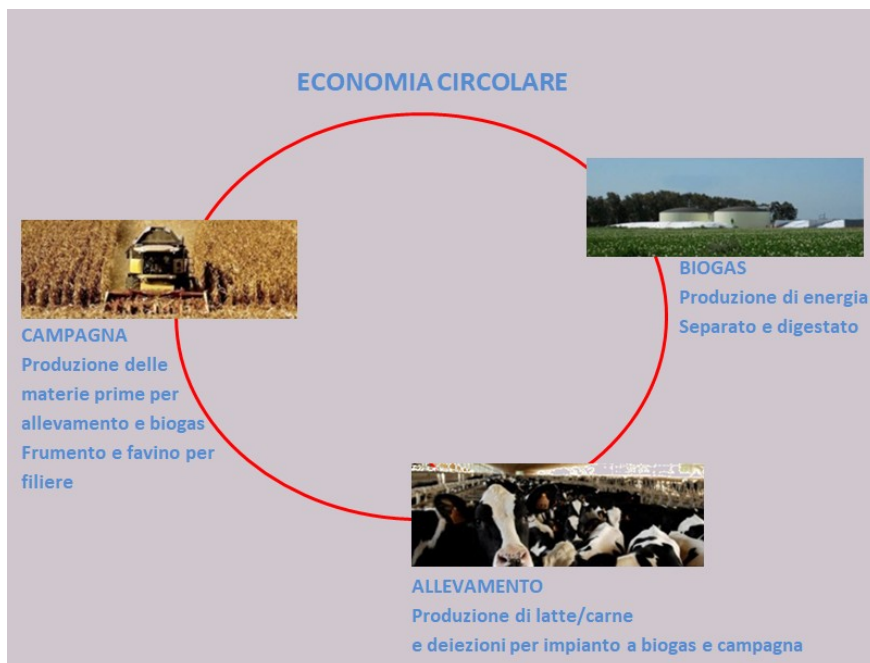 ECONOMIA CIRCOLARE
BIOGAS
Produzione di energia
Separato e digestato
CAMPAGNA
Produzione delle
materie prime per
allevamento e biogas
Frumento e favino per
filiere
ALLEVAMENTO
Produzione di latte/carne
e deiezioni per impianto a biogas e campagna